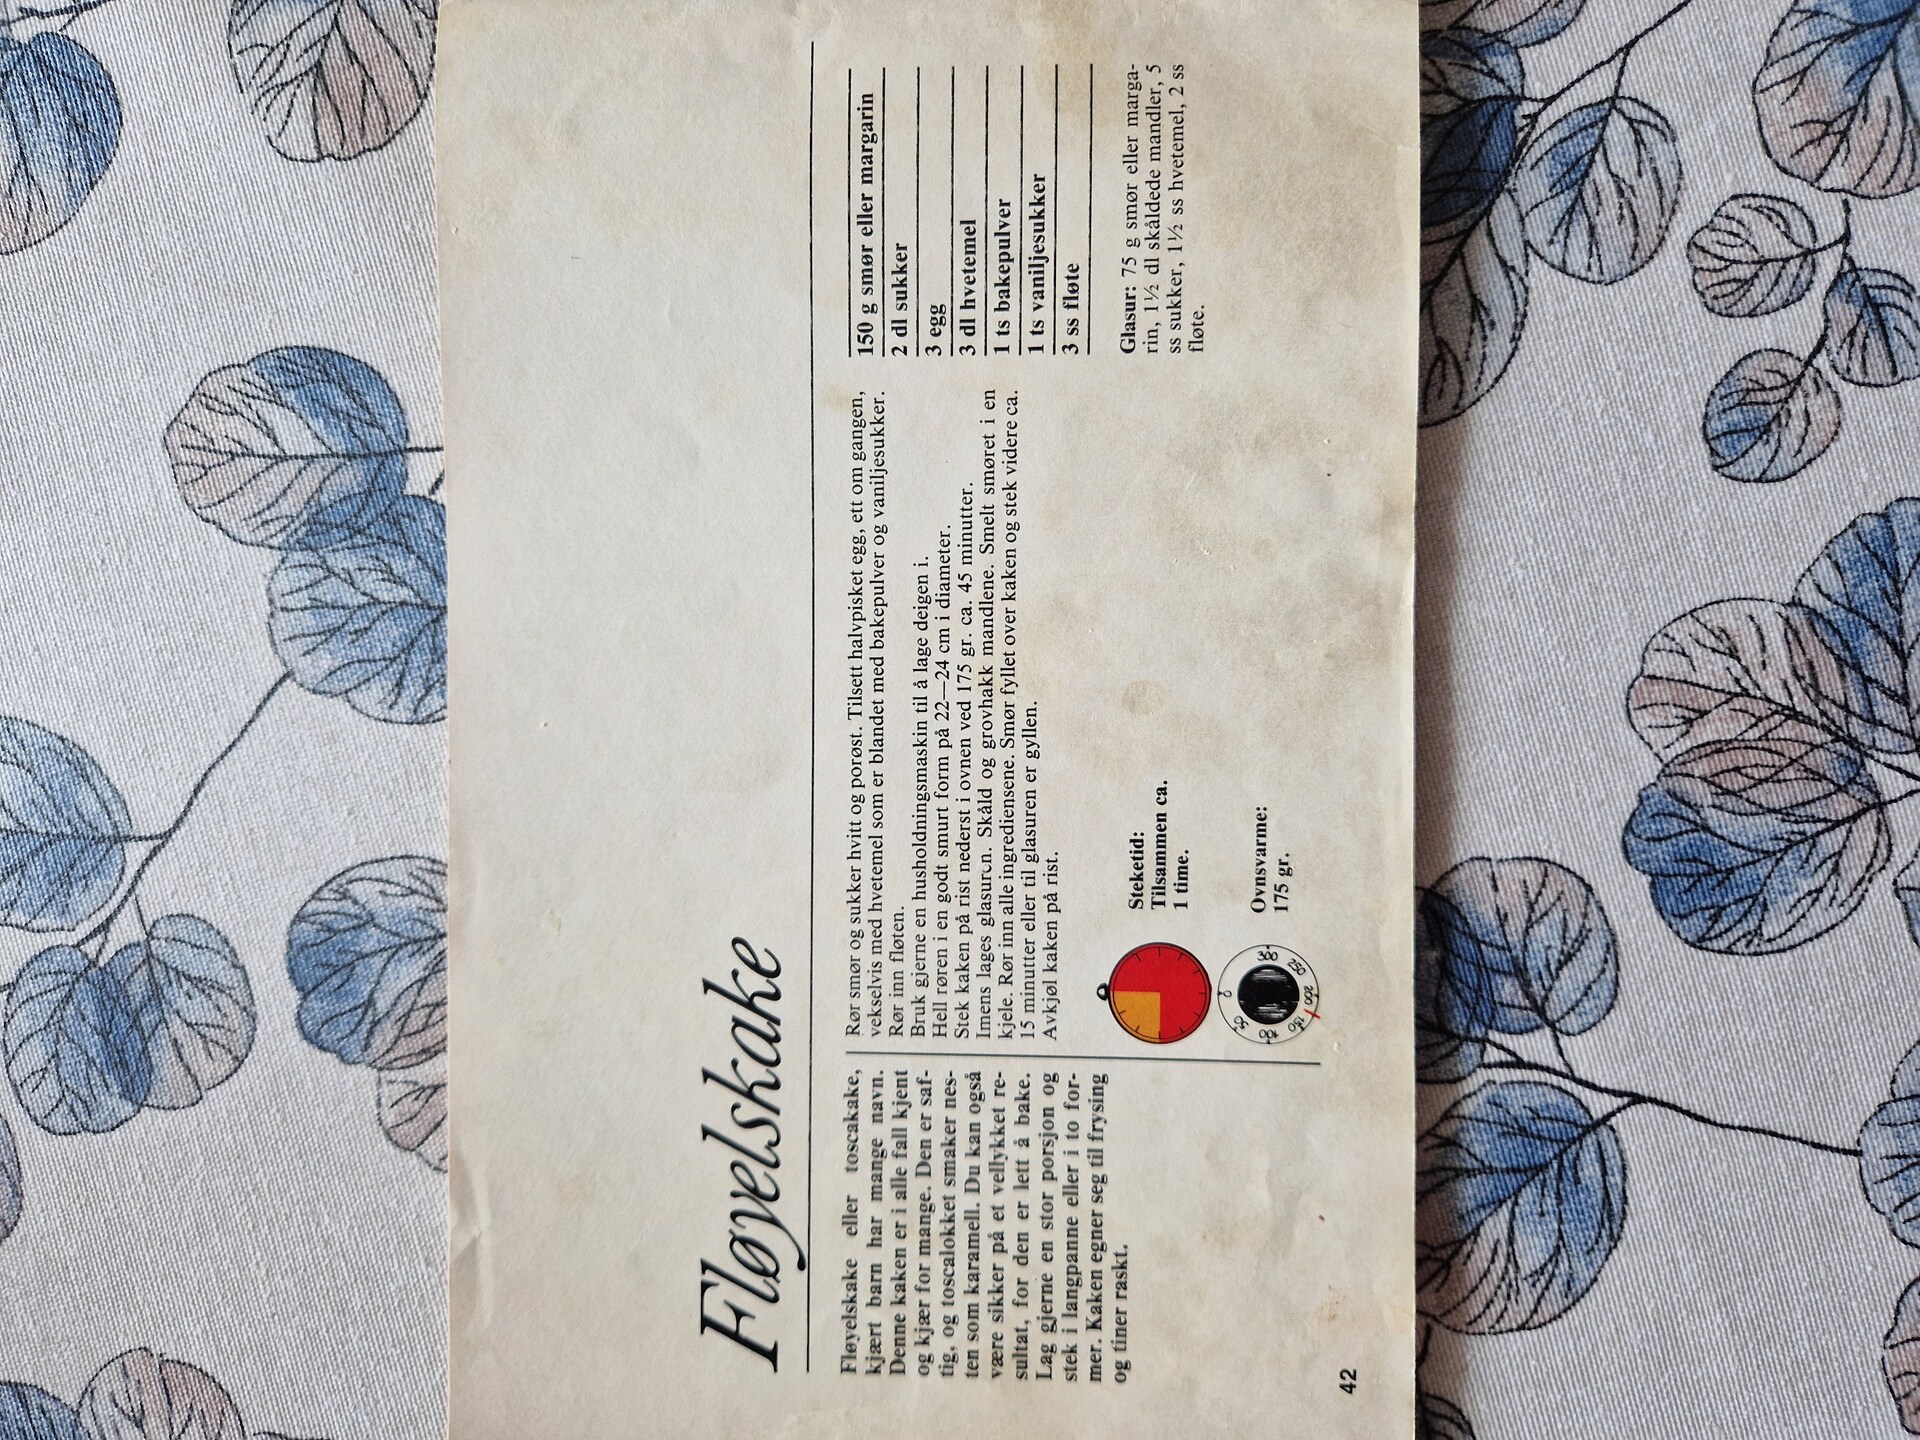 Fløyelskake
Fløyelskake eller toscakake,
kjært barn har mange navn.
Denne kaken er i alle fall kjent
og kjær for mange. Den er saf-
tig, og toscalokket smaker nes-
ten som karamell. Du kan også
være sikker på et vellykket re-
sultat, for den er lett å bake.
Lag gjerne en stor porsjon og
stek i langpanne eller i to for-
mer. Kaken egner seg til frysing
og tiner raskt.
Rør smør og sukker hvitt og porøst. Tilsett halvpisket egg, ett om gangen,
vekselvis med hvetemel som er blandet med bakepulver og vaniljesukker.
Rør inn fløten.
Bruk gjerne en husholdningsmaskin til å lage deigen i.
Hell røren i en godt smurt form på 22—24 cm i diameter.
Stek kaken på rist nederst i ovnen ved 175 gr. ca. 45 minutter.
Imens lages glasuren. Skåld og grovhakk mandlene. Smelt smøret i en
kjele. Rør inn alle ingrediensene. Smør fyllet over kaken og stek videre ca.
15 minutter eller til glasuren er gyllen.
Avkjøl kaken på rist.
Steketid:
Tilsammen ca.
1 time.
0
50
100
150
200
250
300
Ovnsvarme:
175 gr.
150 g smør eller margarin
2 dl sukker
3 egg
3 dl hvetemel
1 ts bakepulver
1 ts vaniljesukker
3 ss fløte
Glasur: 75 g smør eller marga-
rin, 1½ dl skåldede mandler, 5
ss sukker, 1½ ss hvetemel, 2 ss
fløte.
42